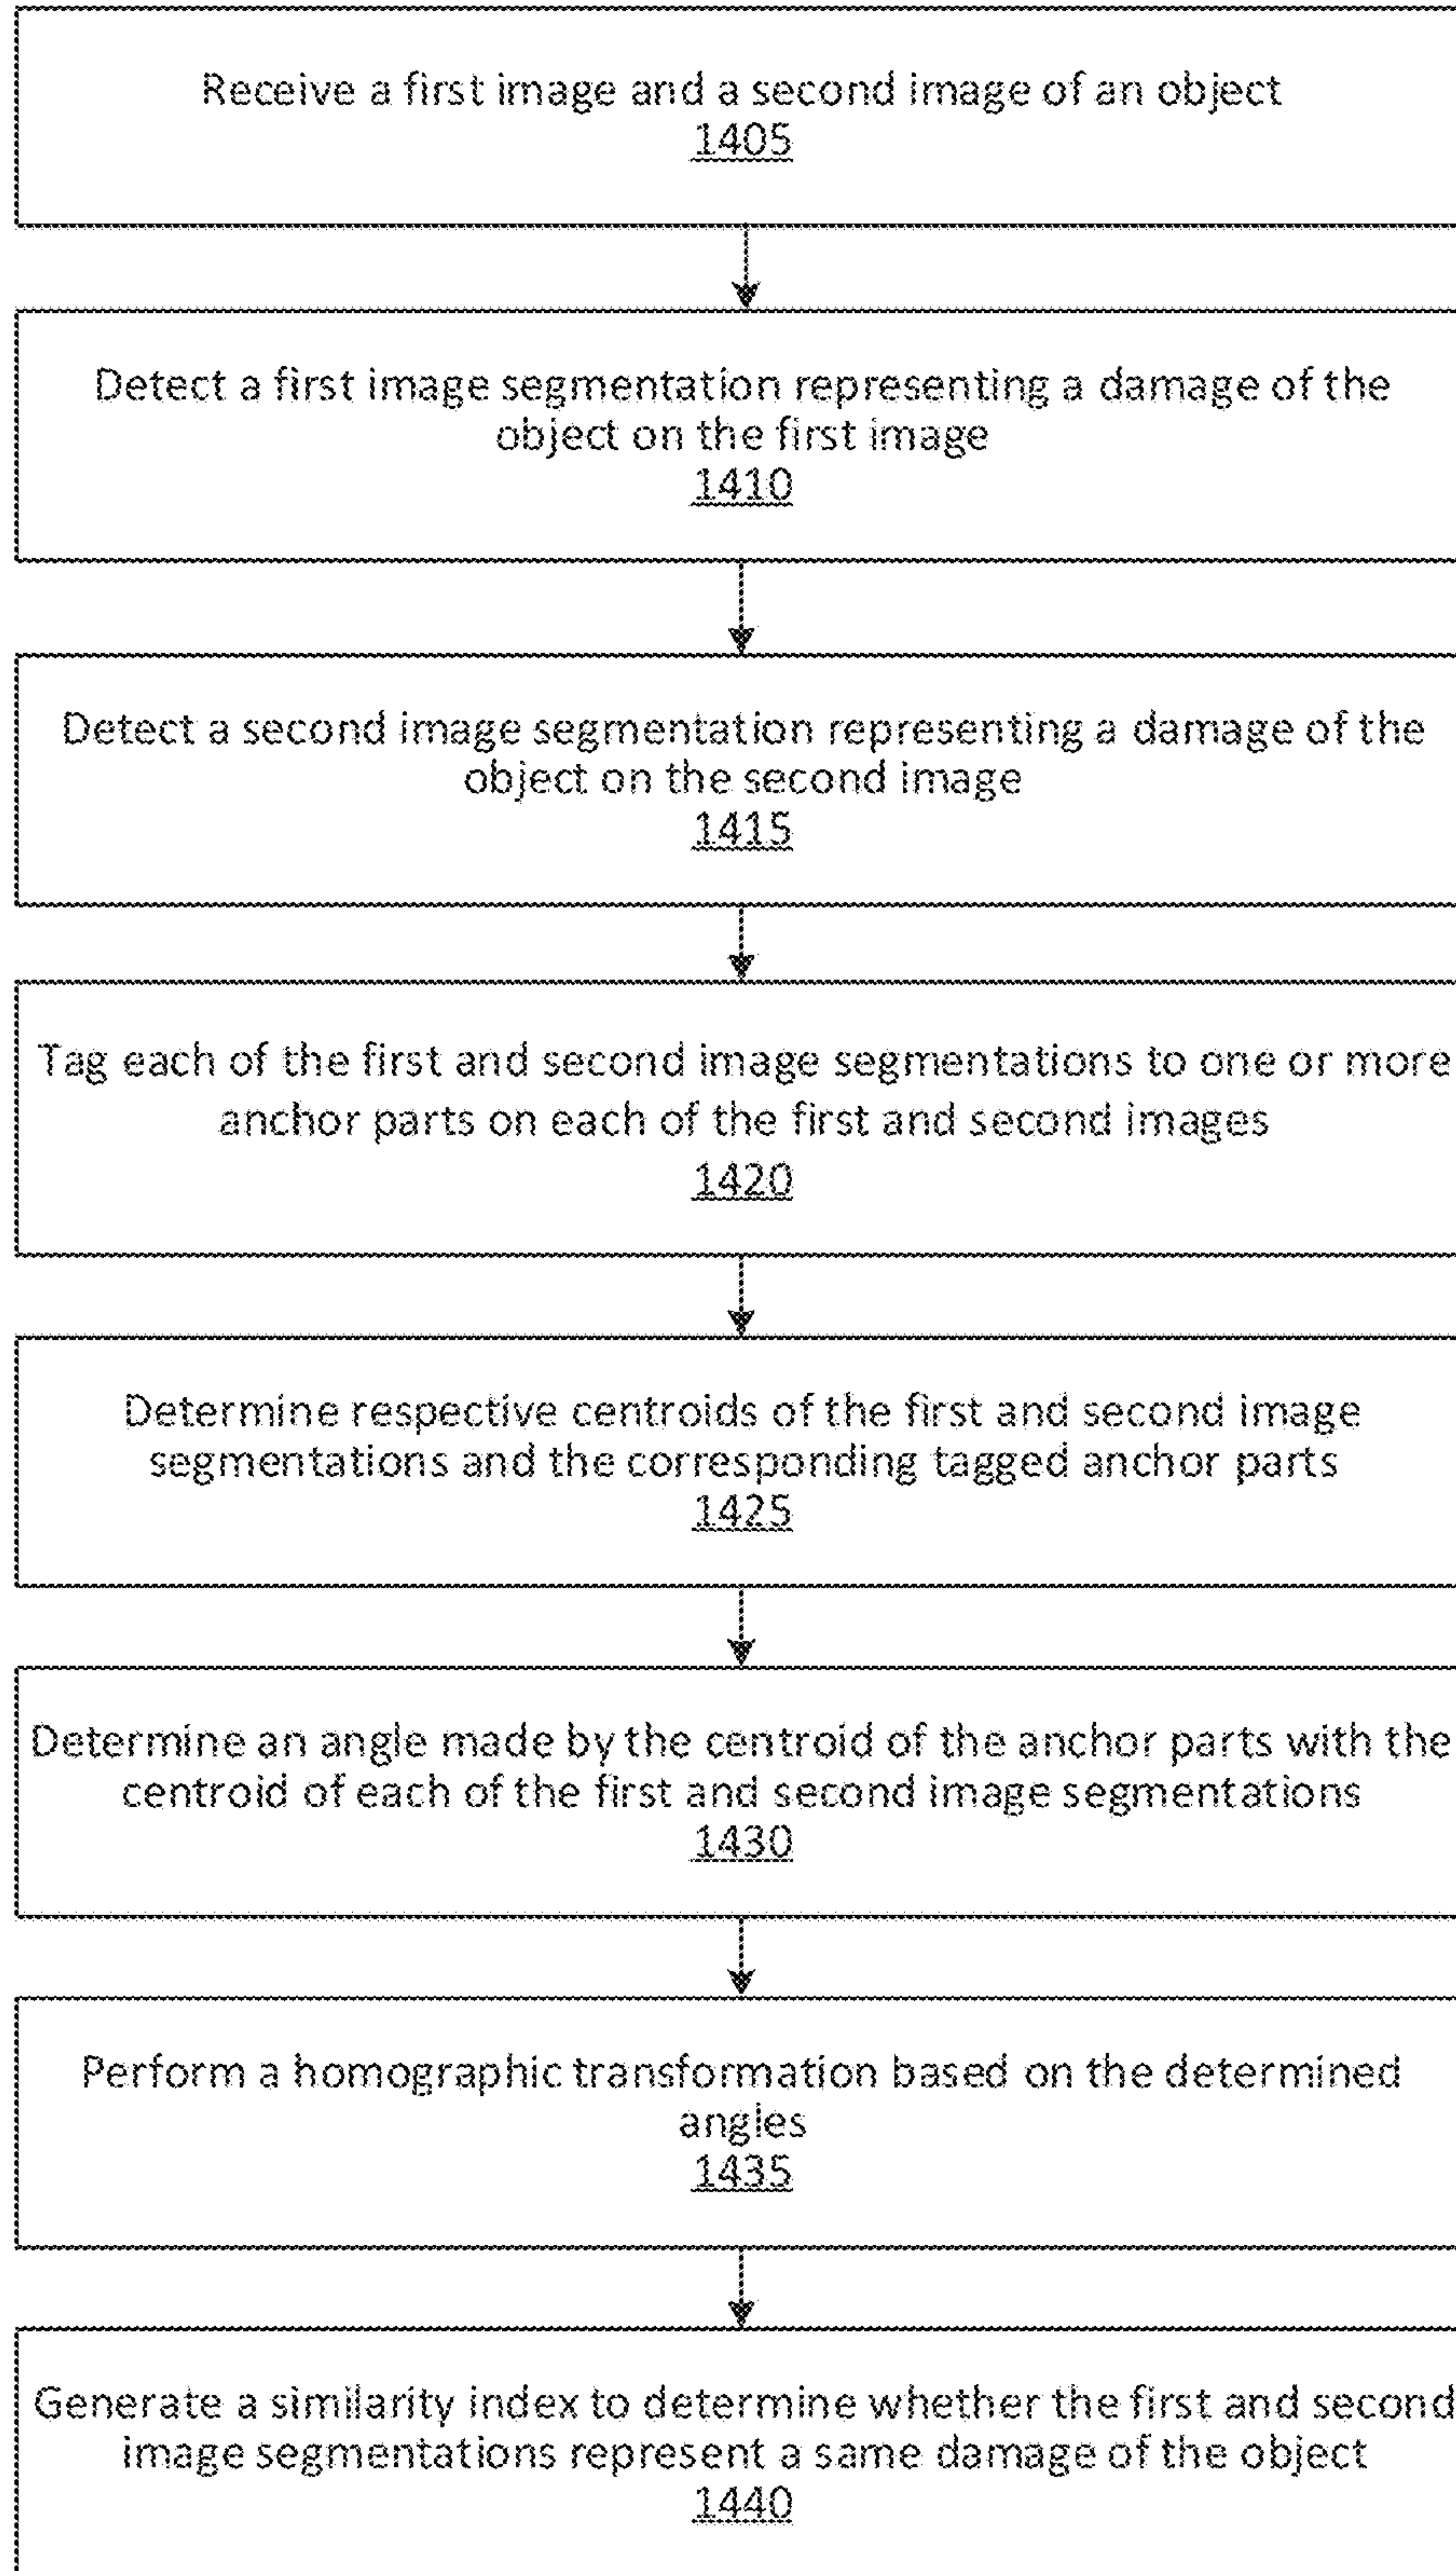 Receive a first image and a second image of an object
1405
Detect a first image segmentation representing a damage of the
object on the first image
1410
Detect a second image segmentation representing a damage of the
object on the second image
1415
Tag each of the first and second image segmentations to one or more
anchor parts on each of the first and second images
1420
Determine respective centroids of the first and second image
segmentations and the corresponding tagged anchor parts
1425
Determine an angle made by the centroid of the anchor parts with the
centroid of each of the first and second image segmentations
1430
Perform a homographic transformation based on the determined
angles
1435
Generate a similarity index to determine whether the first and second
image segmentations represent a same damage of the object
1440